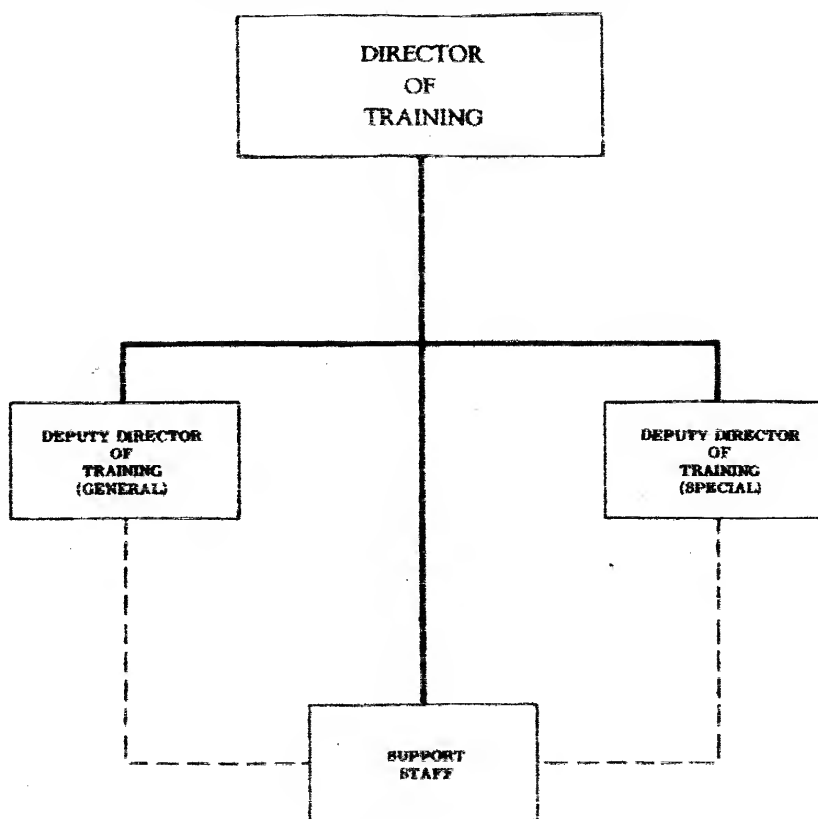 DIRECTOR
OF
TRAINING
DEPUTY DIRECTOR
OF
TRAINING
(GENERAL)
DEPUTY DIRECTOR
OF
TRAINING
(SPECIAL)
SUPPORT
STAFF